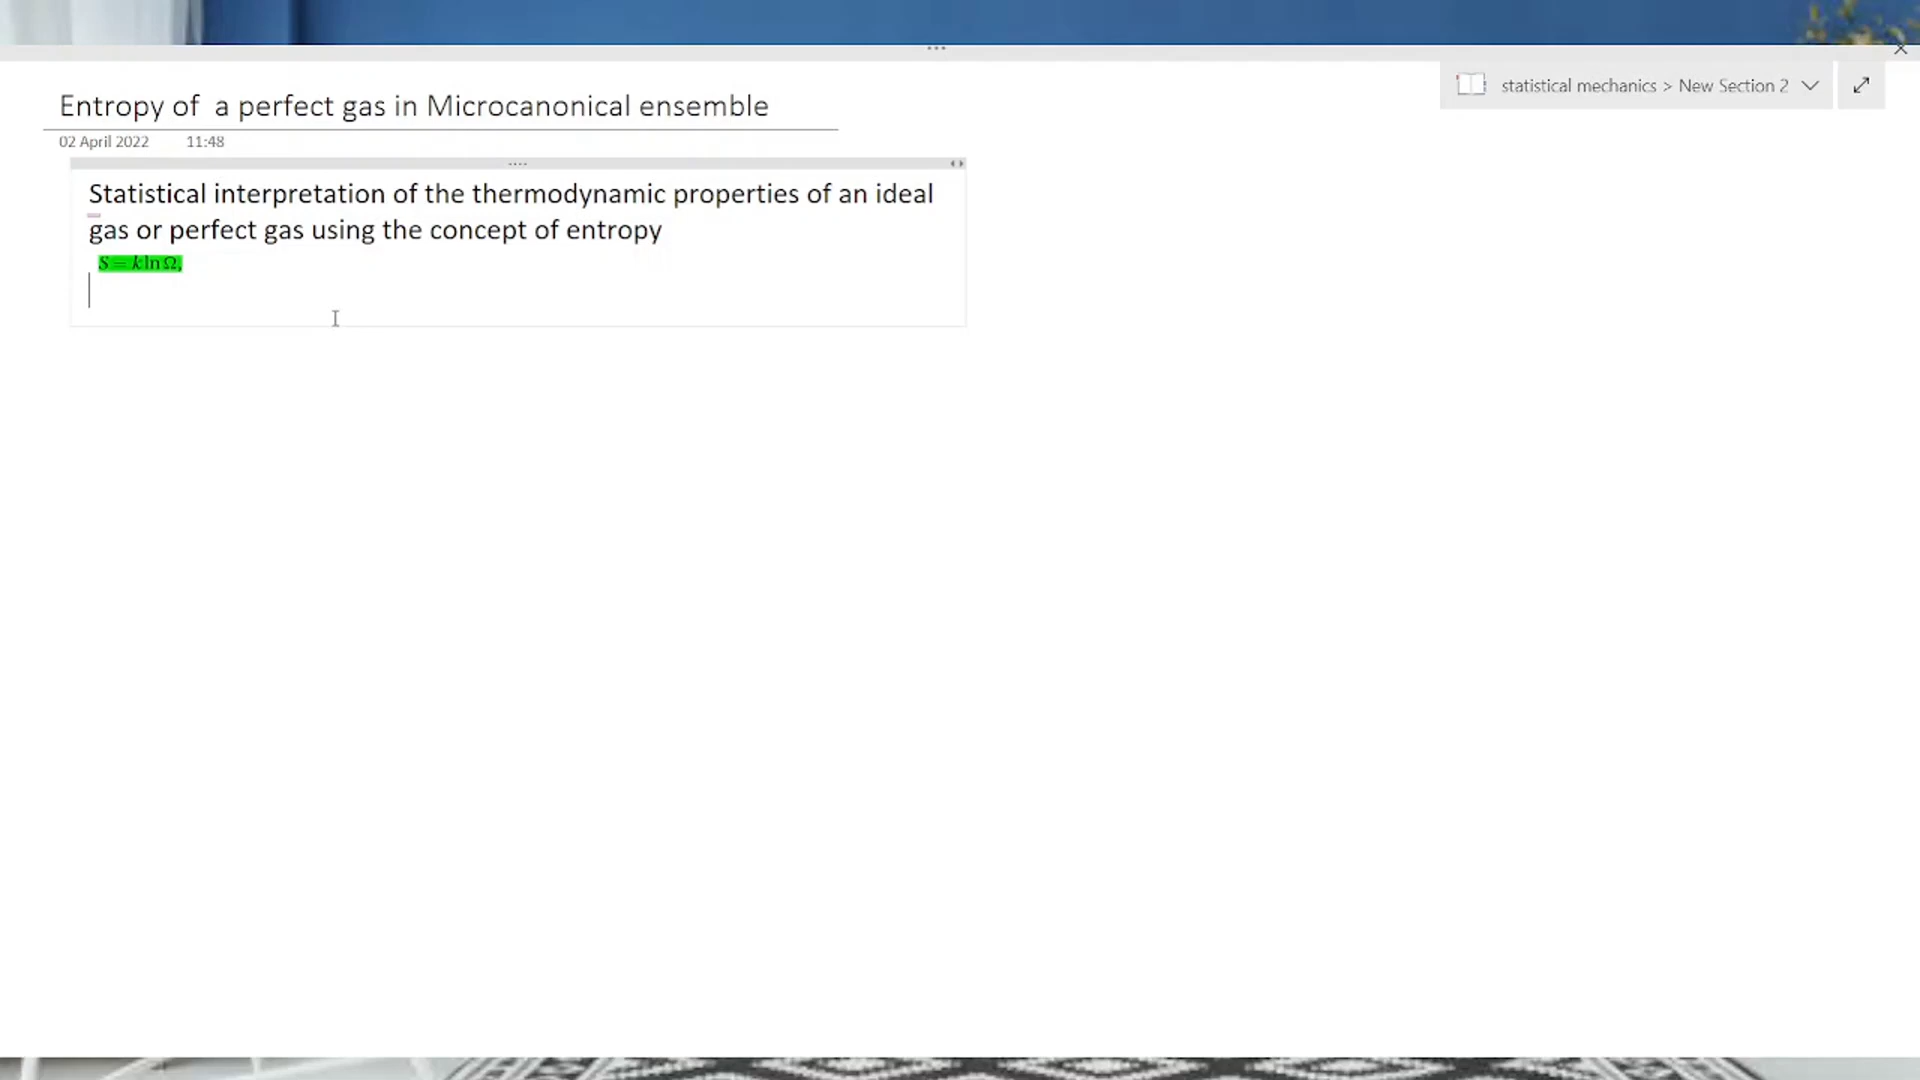 statistical mechanics > New Section 2
Entropy of  a perfect gas in Microcanonical ensemble
02 April 2022 11:48
Statistical interpretation of the thermodynamic properties of an ideal
gas or perfect gas using the concept of entropy
S = k ln Ω,